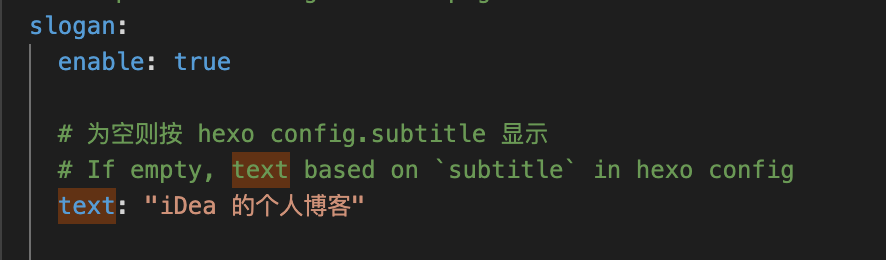 slogan:
enable: true
# 为空则按 hexo config.subtitle 显示
# If empty, text based on `subtitle` in hexo config
text: "iDea 的个人博客"